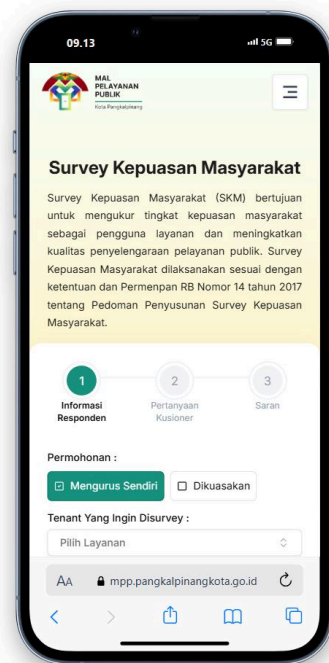 09.13
5G
MAL
PELAYANAN
PUBLIK
Kota Pangkalpinang
Survey Kepuasan Masyarakat
Survey Kepuasan Masyarakat (SKM) bertujuan
untuk mengukur tingkat kepuasan masyarakat
sebagai pengguna layanan dan meningkatkan
kualitas penyelengaraan pelayanan publik. Survey
Kepuasan Masyarakat dilaksanakan sesuai dengan
ketentuan dan Permenpan RB Nomor 14 tahun 2017
tentang Pedoman Penyusunan Survey Kepuasan
Masyarakat.
1
2
3
Informasi
Responden
Pertanyaan
Kusioner
Saran
Permohonan :
Mengurus Sendiri
Dikuasakan
Tenant Yang Ingin Disurvey :
Pilih Layanan
AA
mpp.pangkalpinangkota.go.id